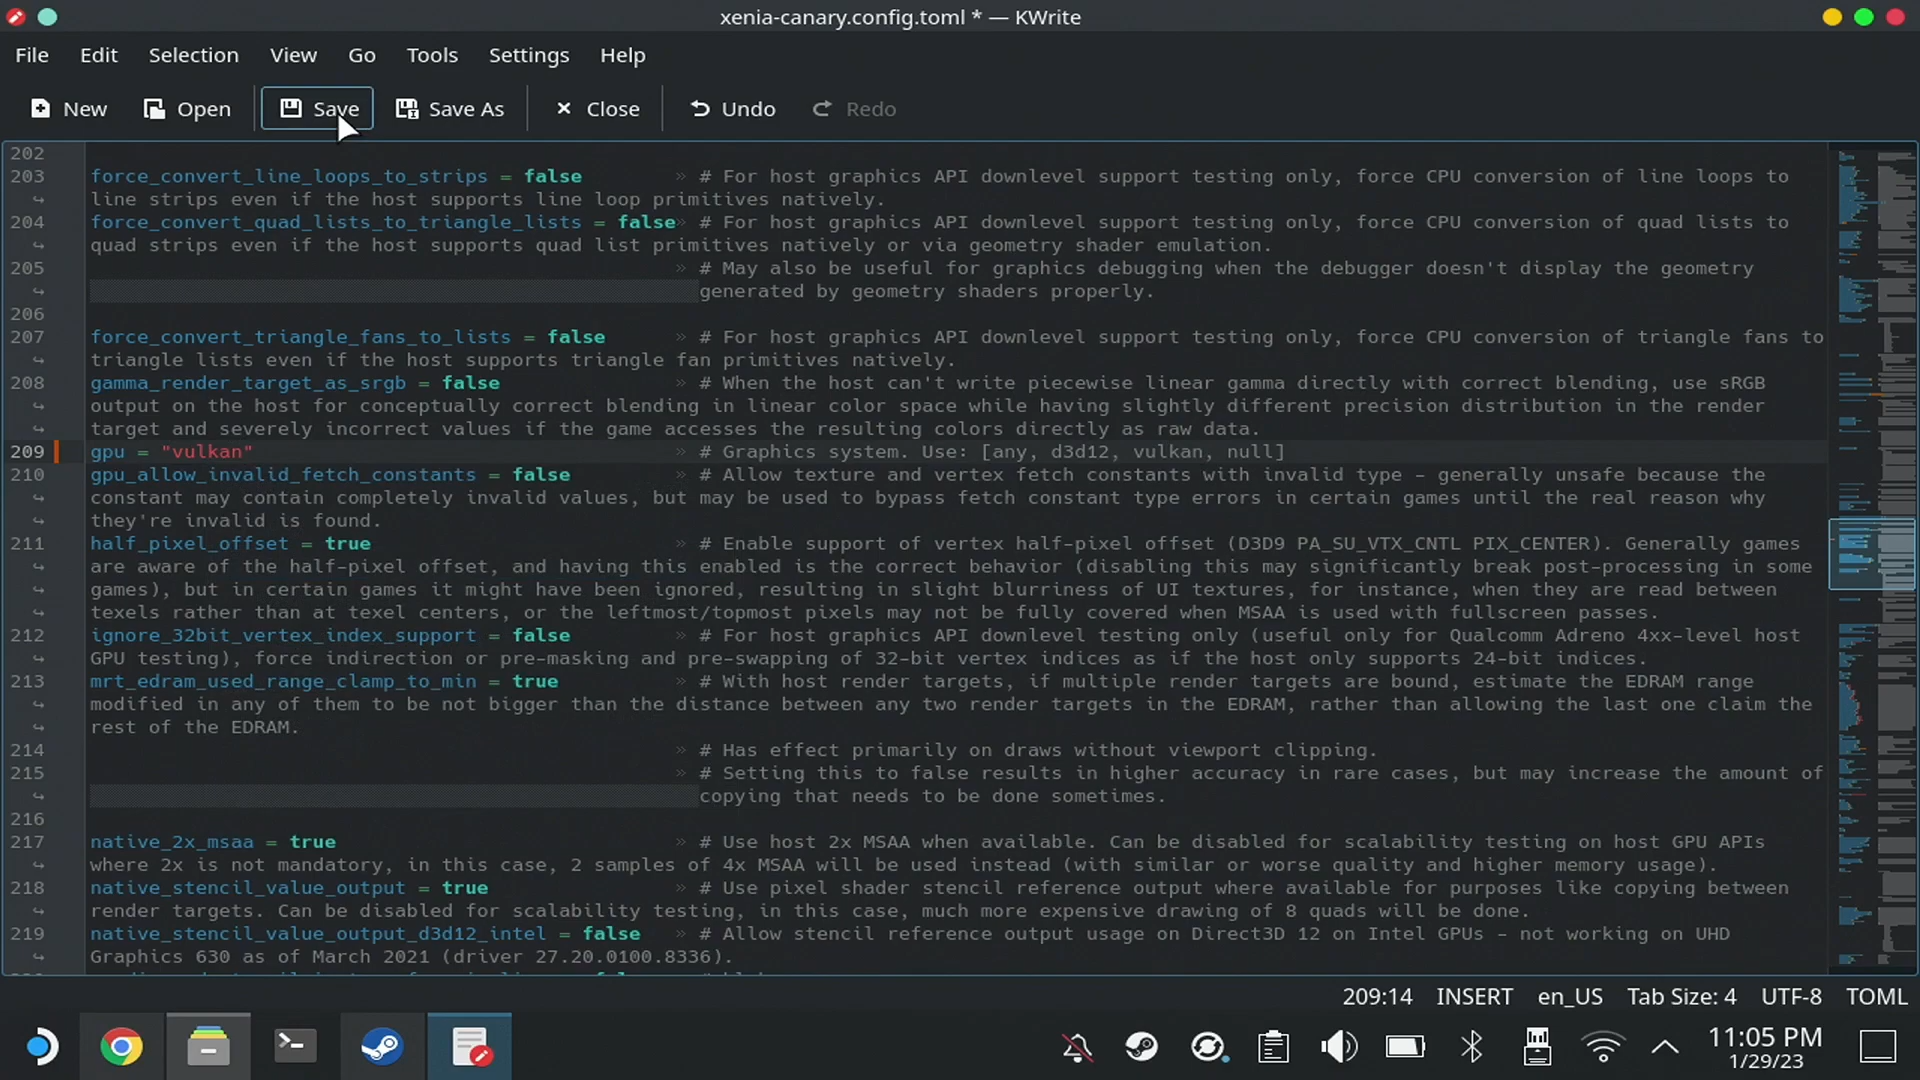 xenia-canary.config.toml * — KWrite
File Edit Selection View Go Tools Settings Help
New Open Save Save As Close Undo Redo
202
203 force_convert_line_loops_to_strips = false » # For host graphics API downlevel support testing only, force CPU conversion of line loops to
line strips even if the host supports line loop primitives natively.
204 force_convert_quad_lists_to_triangle_lists = false» # For host graphics API downlevel support testing only, force CPU conversion of quad lists to
quad strips even if the host supports quad list primitives natively or via geometry shader emulation.
205 » # May also be useful for graphics debugging when the debugger doesn't display the geometry
generated by geometry shaders properly.
206
207 force_convert_triangle_fans_to_lists = false » # For host graphics API downlevel support testing only, force CPU conversion of triangle fans to
triangle lists even if the host supports triangle fan primitives natively.
208 gamma_render_target_as_srgb = false » # When the host can't write piecewise linear gamma directly with correct blending, use sRGB
output on the host for conceptually correct blending in linear color space while having slightly different precision distribution in the render
target and severely incorrect values if the game accesses the resulting colors directly as raw data.
209 gpu = "vulkan" » # Graphics system. Use: [any, d3d12, vulkan, null]
210 gpu_allow_invalid_fetch_constants = false » # Allow texture and vertex fetch constants with invalid type - generally unsafe because the
constant may contain completely invalid values, but may be used to bypass fetch constant type errors in certain games until the real reason why
they're invalid is found.
211 half_pixel_offset = true » # Enable support of vertex half-pixel offset (D3D9 PA_SU_VTX_CNTL PIX_CENTER). Generally games
are aware of the half-pixel offset, and having this enabled is the correct behavior (disabling this may significantly break post-processing in some
games), but in certain games it might have been ignored, resulting in slight blurriness of UI textures, for instance, when they are read between
texels rather than at texel centers, or the leftmost/topmost pixels may not be fully covered when MSAA is used with fullscreen passes.
212 ignore_32bit_vertex_index_support = false » # For host graphics API downlevel testing only (useful only for Qualcomm Adreno 4xx-level host
GPU testing), force indirection or pre-masking and pre-swapping of 32-bit vertex indices as if the host only supports 24-bit indices.
213 mrt_edram_used_range_clamp_to_min = true » # With host render targets, if multiple render targets are bound, estimate the EDRAM range
modified in any of them to be not bigger than the distance between any two render targets in the EDRAM, rather than allowing the last one claim the
rest of the EDRAM.
214 » # Has effect primarily on draws without viewport clipping.
215 » # Setting this to false results in higher accuracy in rare cases, but may increase the amount of
copying that needs to be done sometimes.
216
217 native_2x_msaa = true » # Use host 2x MSAA when available. Can be disabled for scalability testing on host GPU APIs
where 2x is not mandatory, in this case, 2 samples of 4x MSAA will be used instead (with similar or worse quality and higher memory usage).
218 native_stencil_value_output = true » # Use pixel shader stencil reference output where available for purposes like copying between
render targets. Can be disabled for scalability testing, in this case, much more expensive drawing of 8 quads will be done.
219 native_stencil_value_output_d3d12_intel = false » # Allow stencil reference output usage on Direct3D 12 on Intel GPUs - not working on UHD
Graphics 630 as of March 2021 (driver 27.20.0100.8336).
209:14 INSERT en_US Tab Size: 4 UTF-8 TOML
11:05 PM
1/29/23